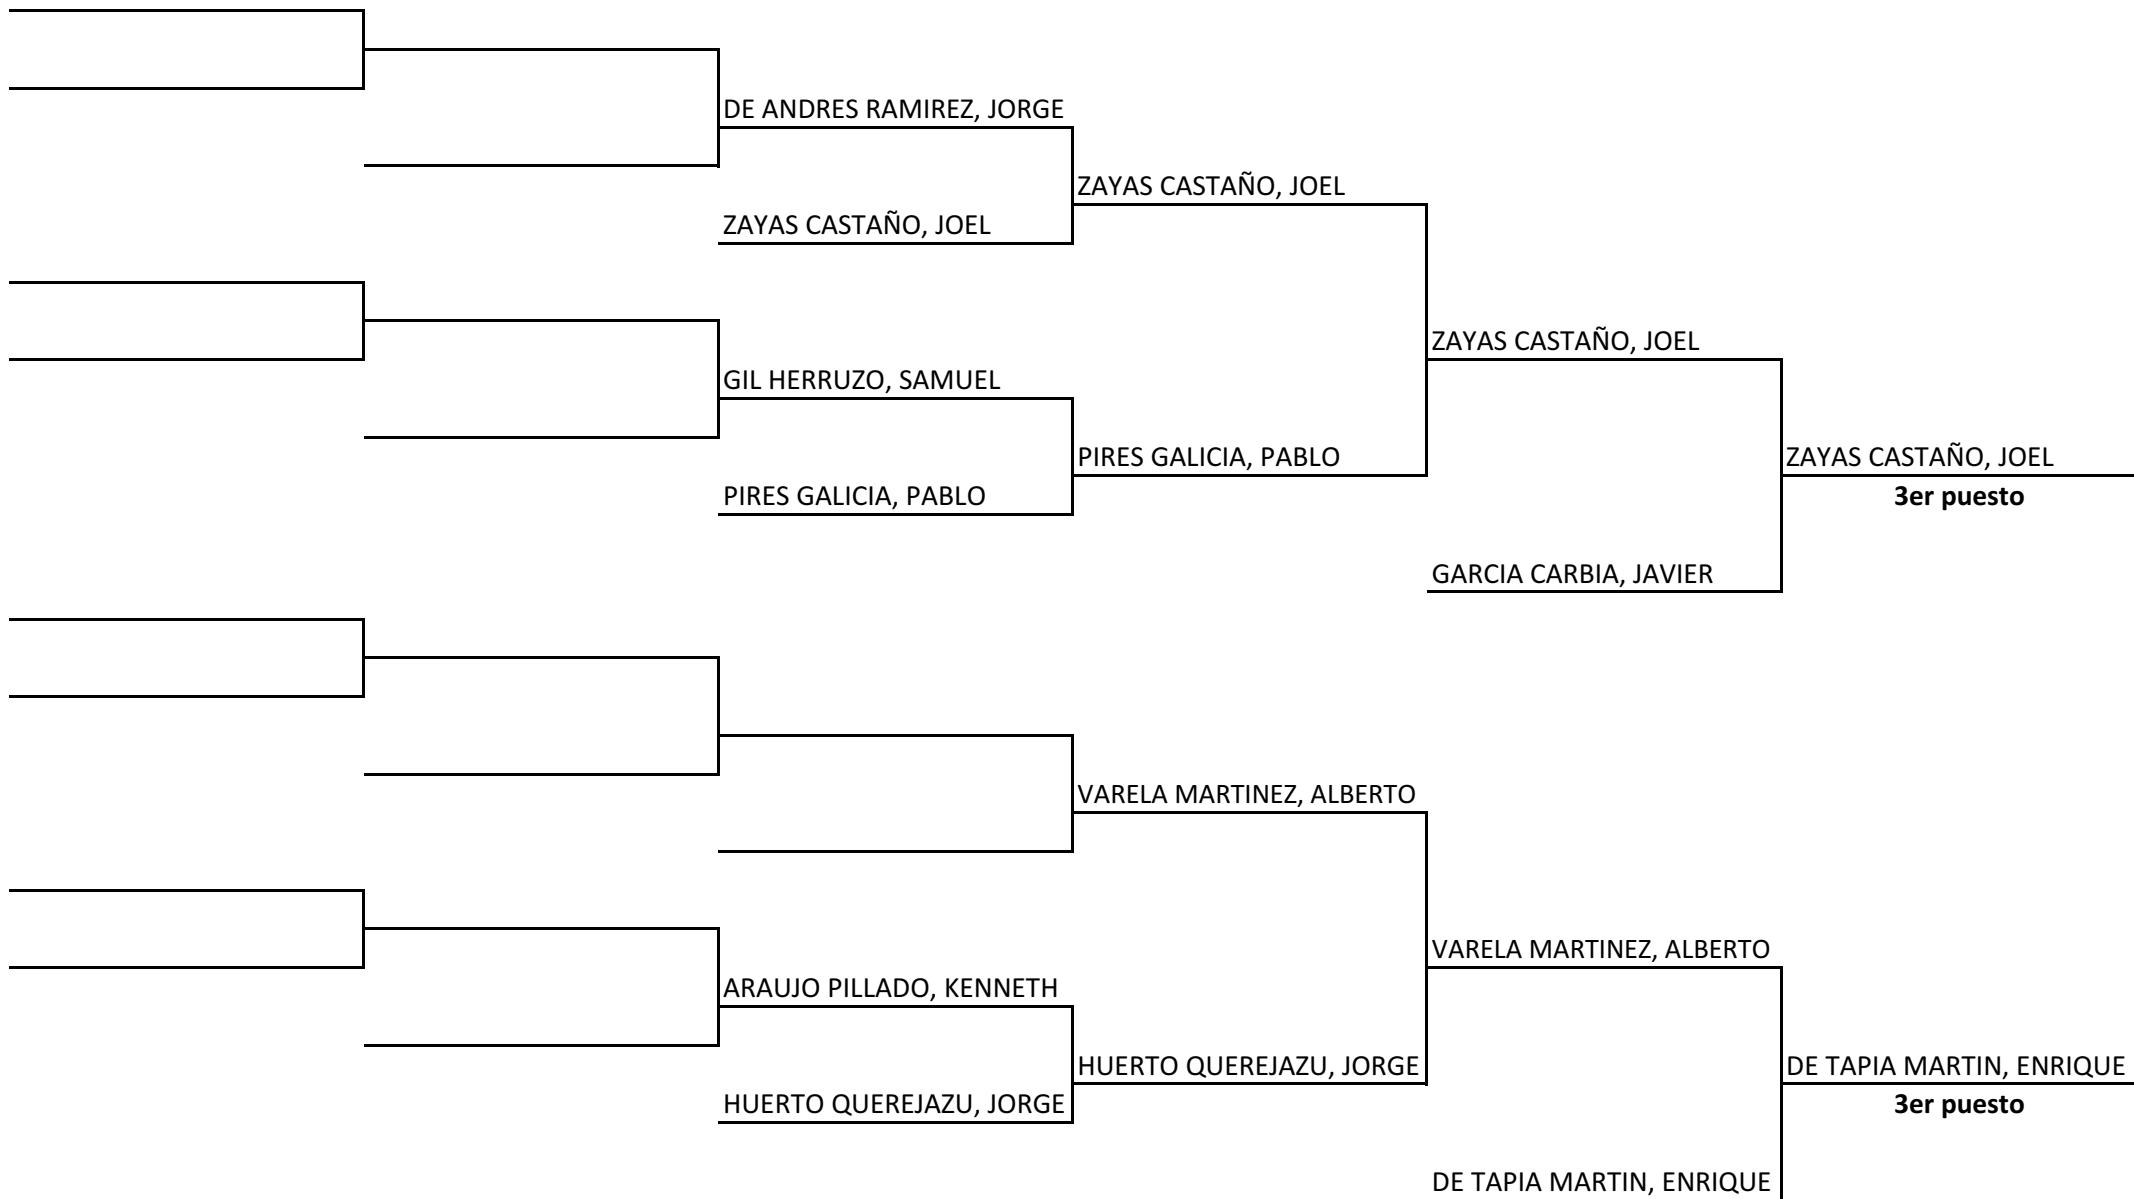 DE ANDRES RAMIREZ, JORGE
ZAYAS CASTAÑO, JOEL
ZAYAS CASTAÑO, JOEL
ZAYAS CASTAÑO, JOEL
GIL HERRUZO, SAMUEL
PIRES GALICIA, PABLO
ZAYAS CASTAÑO, JOEL
PIRES GALICIA, PABLO
3er puesto
GARCIA CARBIA, JAVIER
VARELA MARTINEZ, ALBERTO
VARELA MARTINEZ, ALBERTO
ARAUJO PILLADO, KENNETH
HUERTO QUEREJAZU, JORGE
DE TAPIA MARTIN, ENRIQUE
HUERTO QUEREJAZU, JORGE
3er puesto
DE TAPIA MARTIN, ENRIQUE